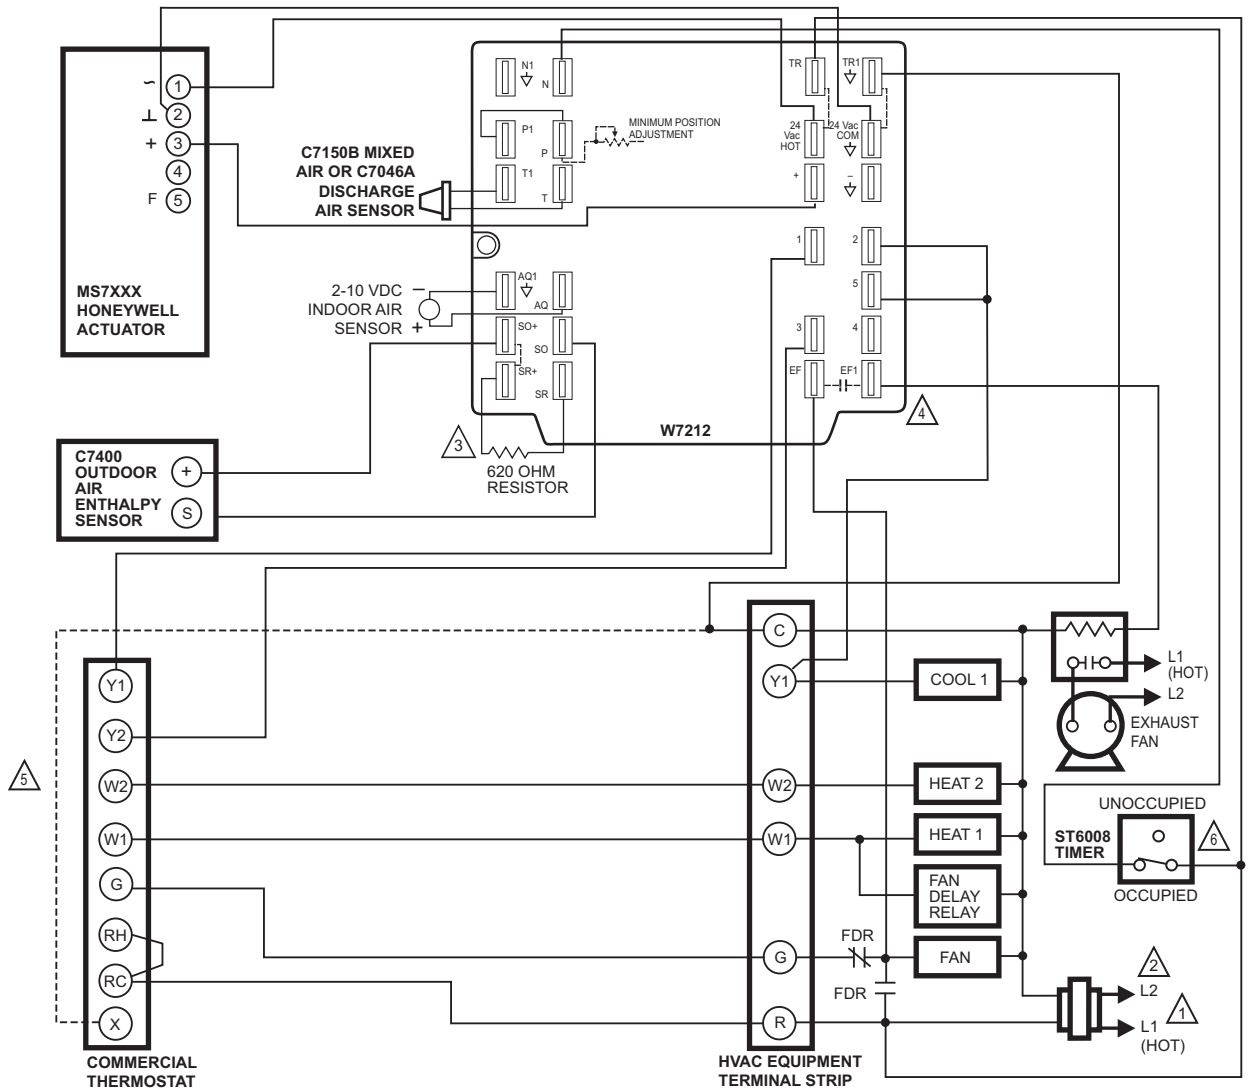 ~
1
⊥
2
+
3
4
F
5
MS7XXX
HONEYWELL
ACTUATOR
C7150B MIXED
AIR OR C7046A
DISCHARGE
AIR SENSOR
N1
N
P1
P
T1
T
MINIMUM POSITION
ADJUSTMENT
TR
TR1
24
Vac
HOT
24 Vac
COM
+
–
1
2
5
3
4
EF
EF1
2-10 VDC
INDOOR AIR
SENSOR
–
+
AQ1
AQ
SO+
SO
SR+
SR
W7212
3
620 OHM
RESISTOR
4
C7400
OUTDOOR
AIR
ENTHALPY
SENSOR
+
S
5
Y1
Y2
W2
W1
G
RH
RC
X
COMMERCIAL
THERMOSTAT
C
Y1
W2
W1
G
R
HVAC EQUIPMENT
TERMINAL STRIP
COOL 1
HEAT 2
HEAT 1
FAN
DELAY
RELAY
FDR
FAN
FDR
L1
(HOT)
L2
EXHAUST
FAN
UNOCCUPIED
ST6008
TIMER
6
OCCUPIED
2
L2
1
L1
(HOT)